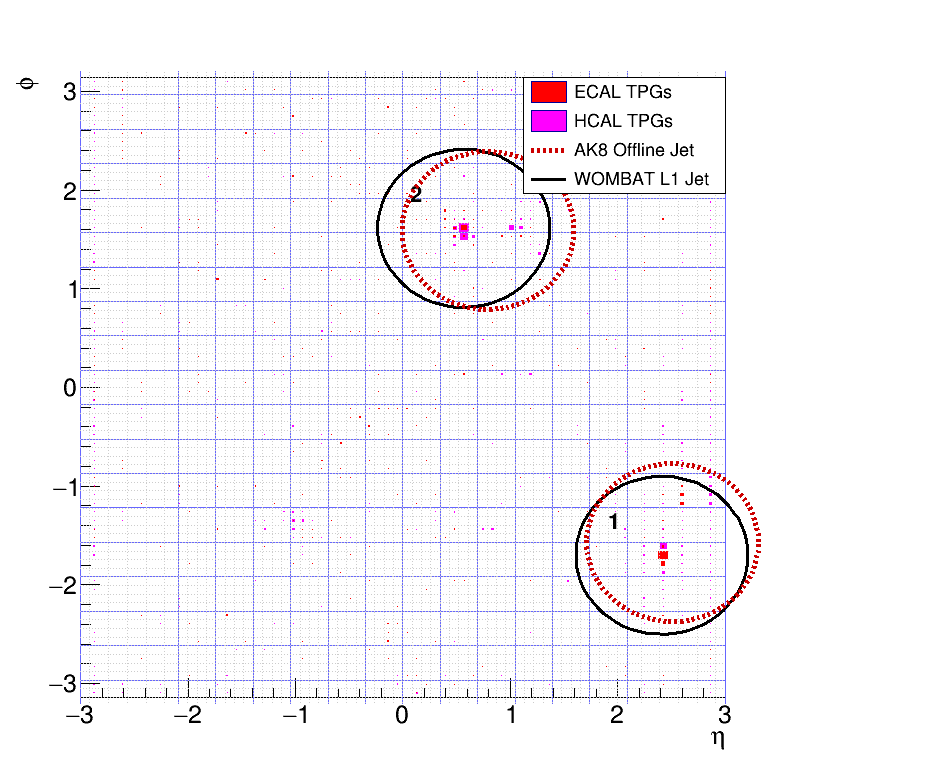 ϕ
3
ECAL TPGs
HCAL TPGs
AK8 Offline Jet
WOMBAT L1 Jet
2
2
1
0
−1
1
−2
−3
−3 −2 −1 0 1 2 3
η